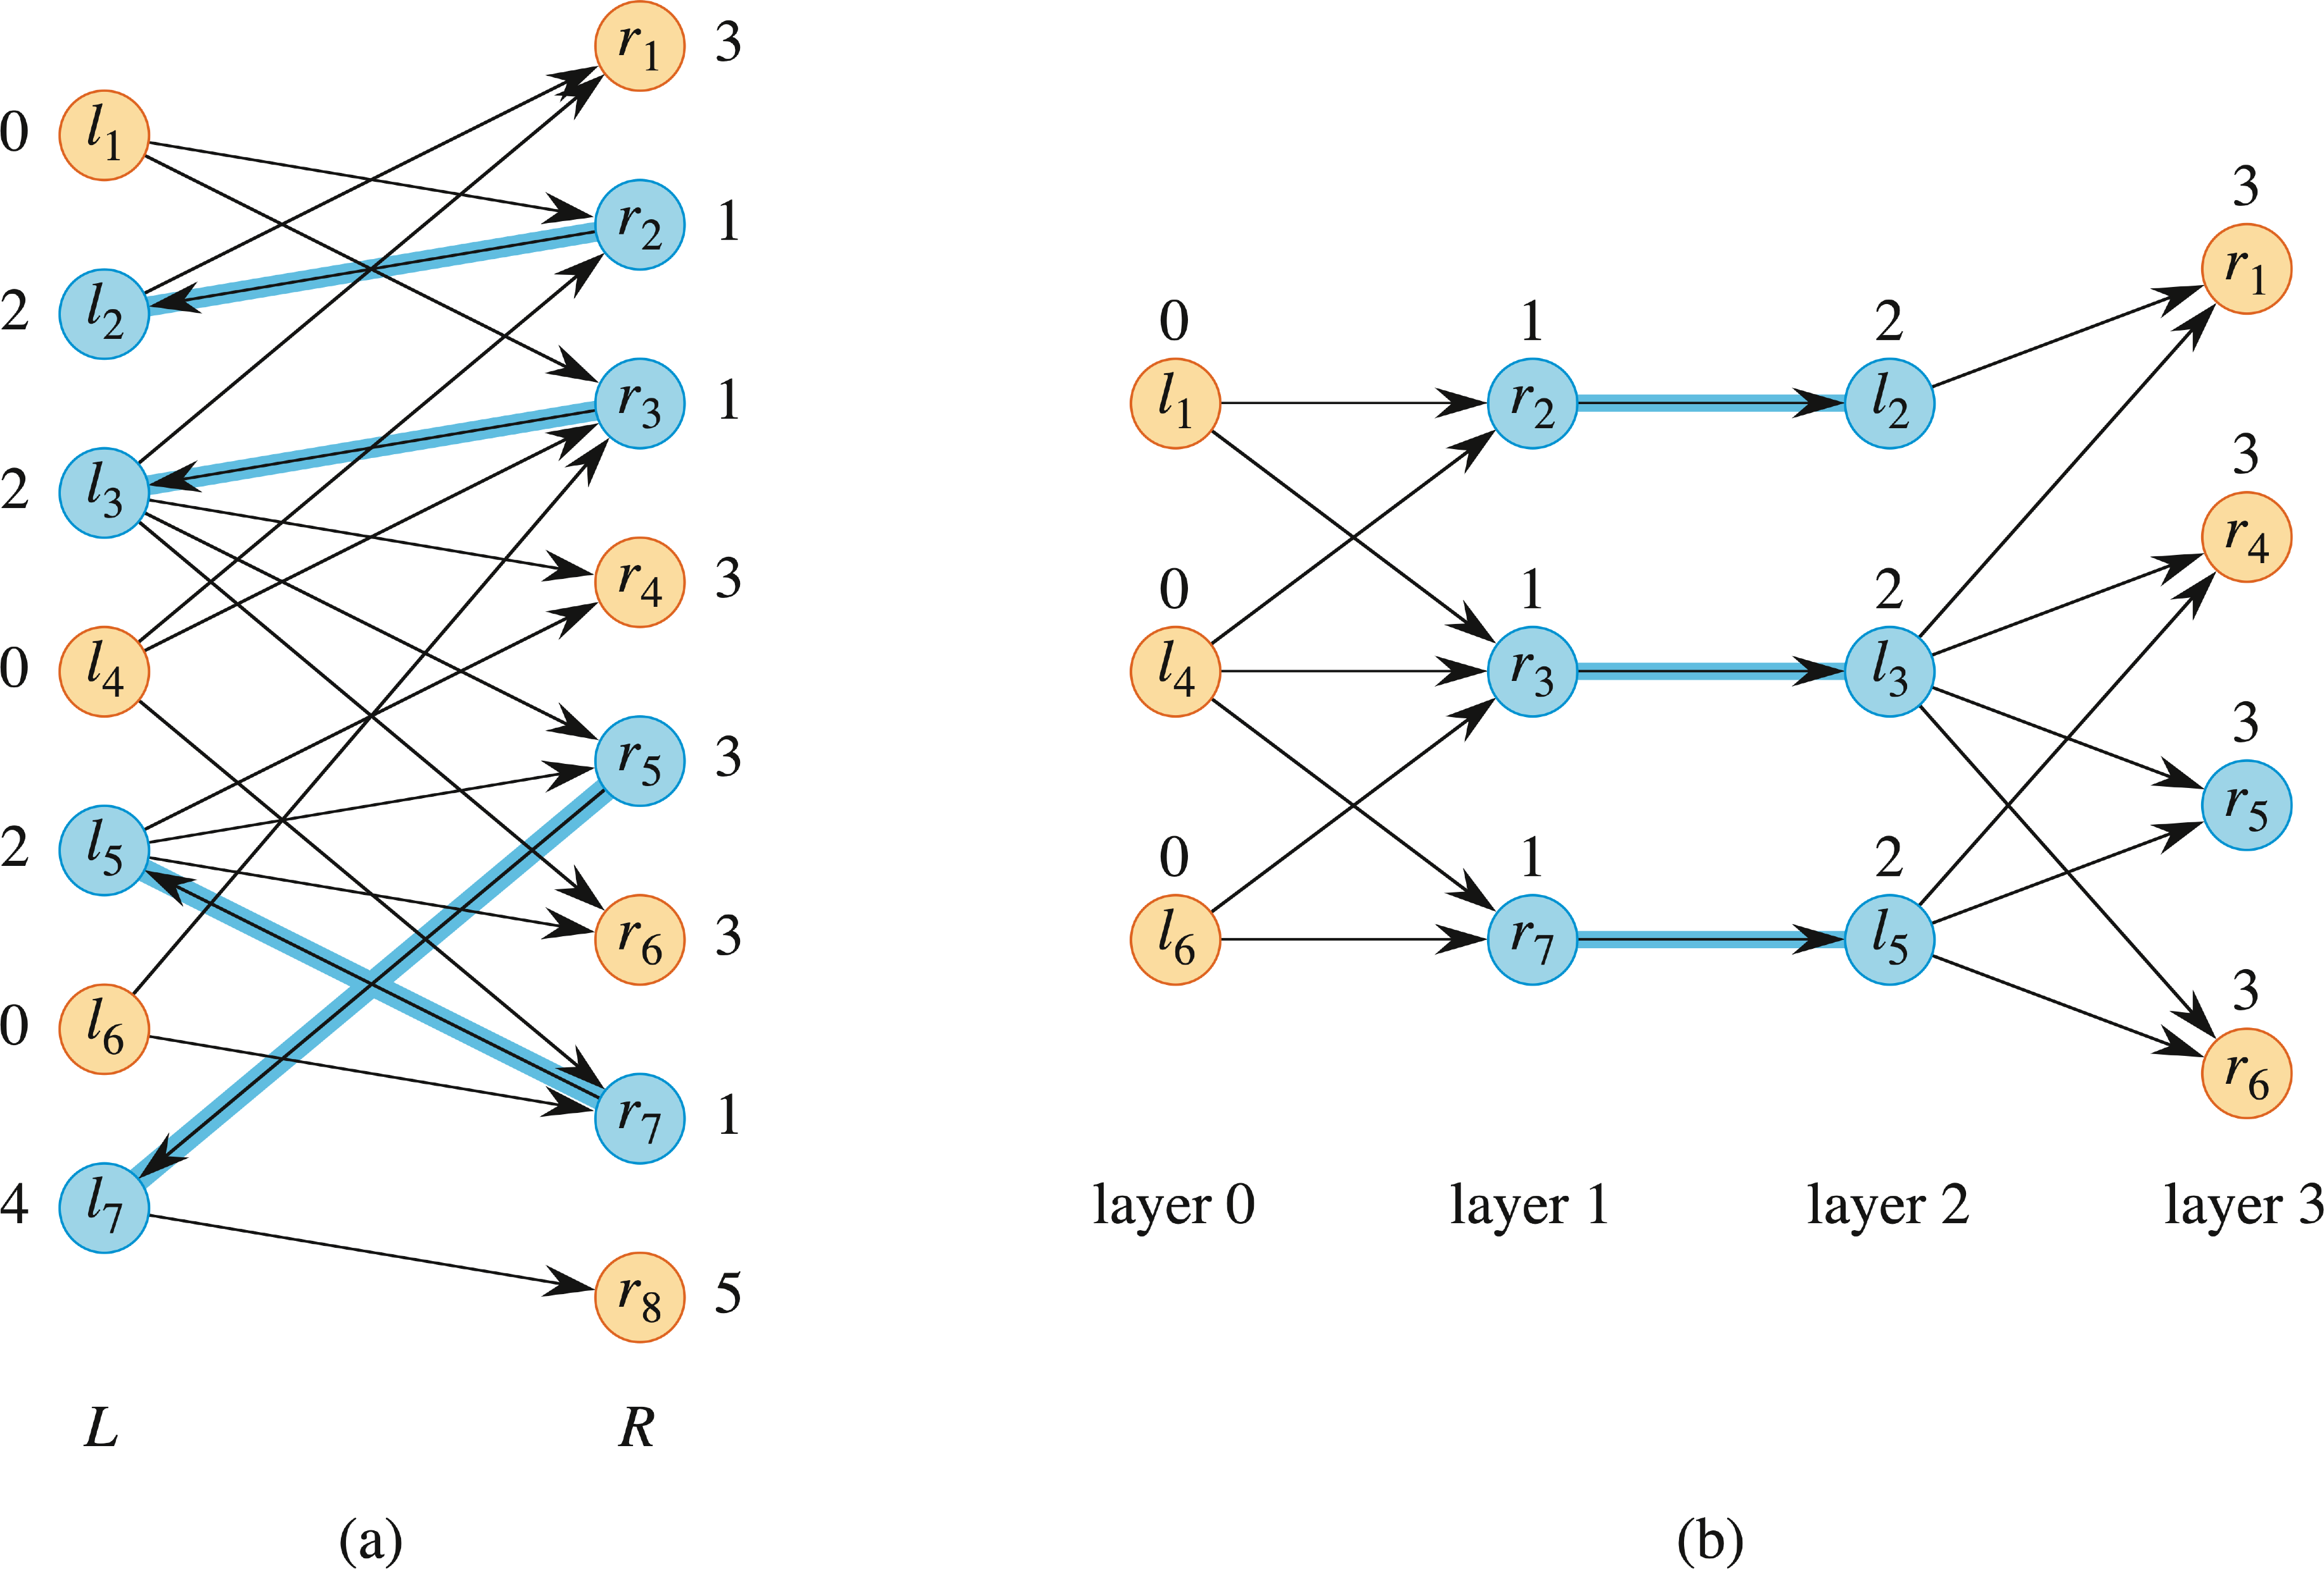 r1 3
0 l1
r2 1
2 l2
r3 1
2 l3
r4 3
0 l4
r5 3
2 l5
r6 3
0 l6
r7 1
4 l7
r8 5
L R
(a)
3
r1
0 1 2
l1 r2 l2
3
r4
0 1 2
l4 r3 l3
3
r5
0 1 2
l6 r7 l5
3
r6
layer 0 layer 1 layer 2 layer 3
(b)